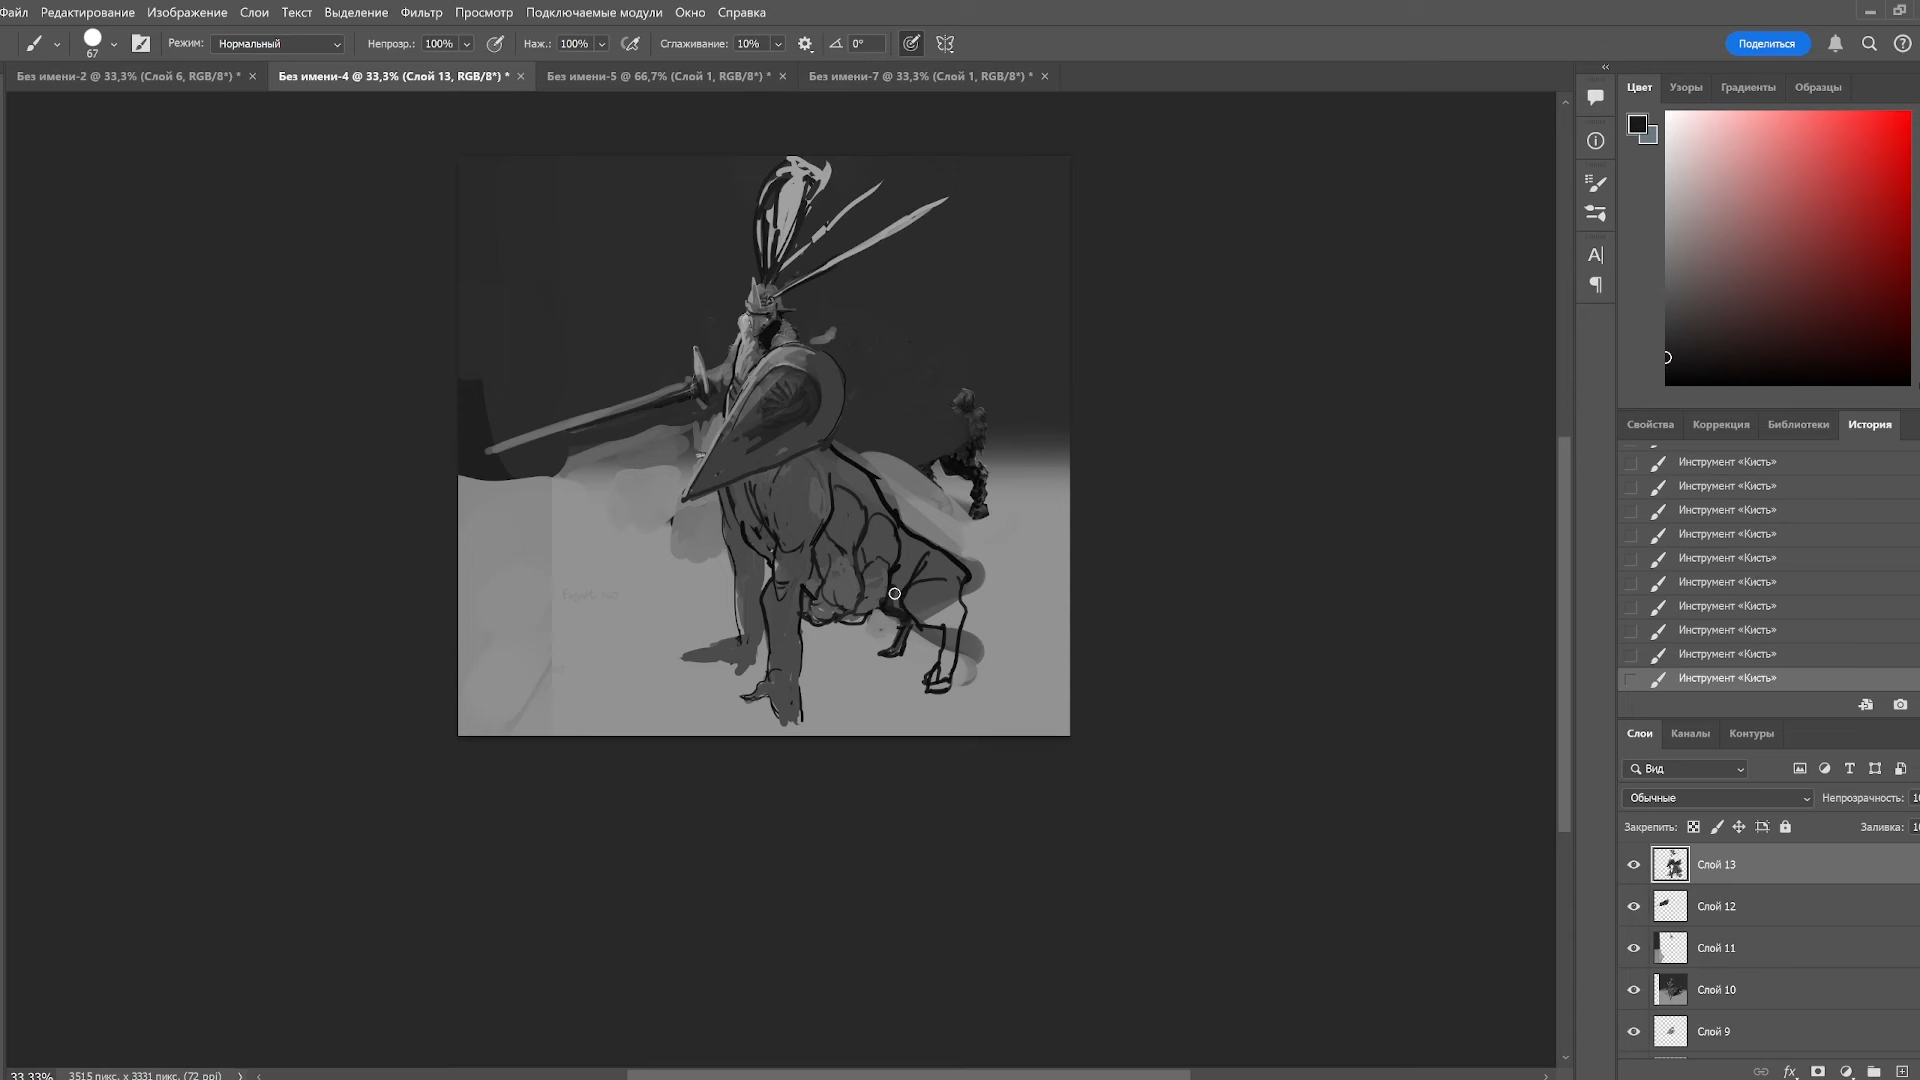 Файл Редактирование Изображение Слои Текст Выделение Фильтр Просмотр Подключаемые модули Окно Справка
67 Режим: Нормальный Непрозр.: 100% Наж.: 100% Сглаживание: 10% 0° Поделиться
Без имени-2 @ 33,3% (Слой 6, RGB/8*) * Без имени-4 @ 33,3% (Слой 13, RGB/8*) * Без имени-5 @ 66,7% (Слой 1, RGB/8*) * Без имени-7 @ 33,3% (Слой 1, RGB/8*) *
Цвет Узоры Градиенты Образцы
Свойства Коррекция Библиотеки История
Инструмент «Кисть»
Инструмент «Кисть»
Инструмент «Кисть»
Инструмент «Кисть»
Инструмент «Кисть»
Инструмент «Кисть»
Инструмент «Кисть»
Инструмент «Кисть»
Инструмент «Кисть»
Инструмент «Кисть»
Слои Каналы Контуры
Вид
Обычные Непрозрачность: 10
Закрепить: Заливка: 10
Слой 13
Слой 12
Слой 11
Слой 10
Слой 9
33,33% 3515 пикс. x 3331 пикс. (72 ppi)